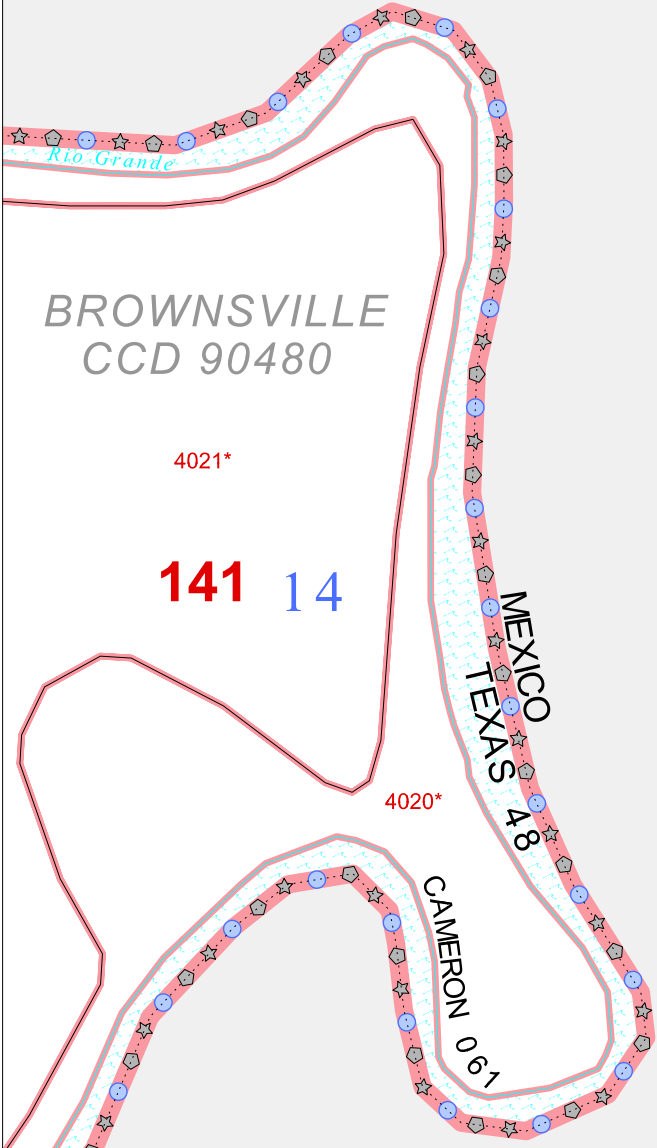 Rio Grande
BROWNSVILLE
CCD 90480
4021*
141
14
MEXICO
TEXAS 48
4020*
CAMERON 061